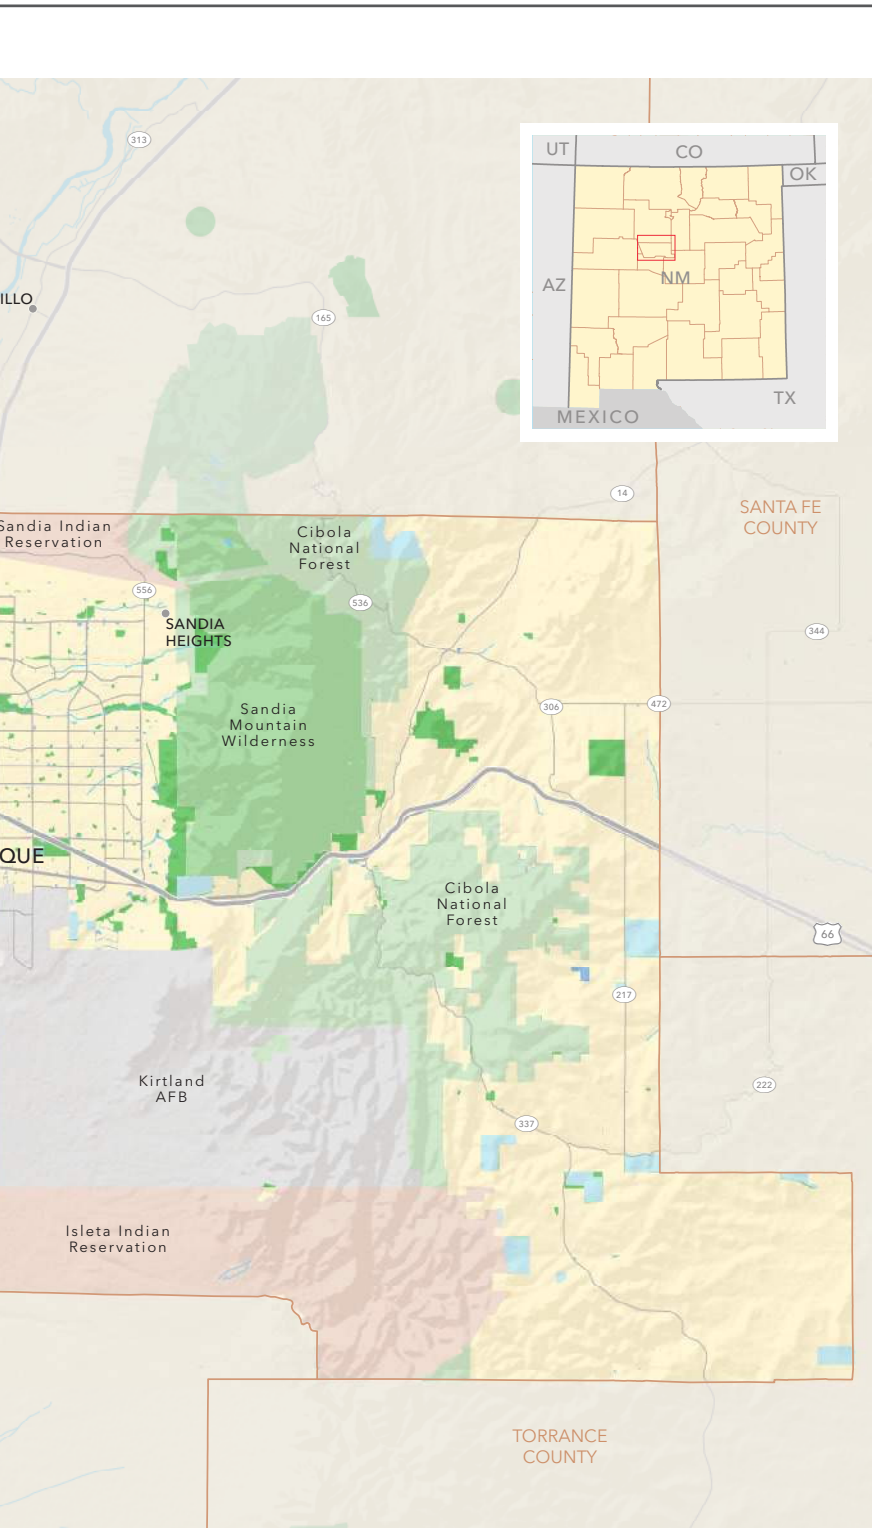 313
UT
CO
OK
AZ
NM
TX
MEXICO
ILLO
165
14
SANTA FE
COUNTY
Sandia Indian
Reservation
Cibola
National
Forest
556
536
SANDIA
HEIGHTS
344
Sandia
Mountain
Wilderness
306
472
QUE
Cibola
National
Forest
66
217
Kirtland
AFB
222
337
Isleta Indian
Reservation
TORRANCE
COUNTY